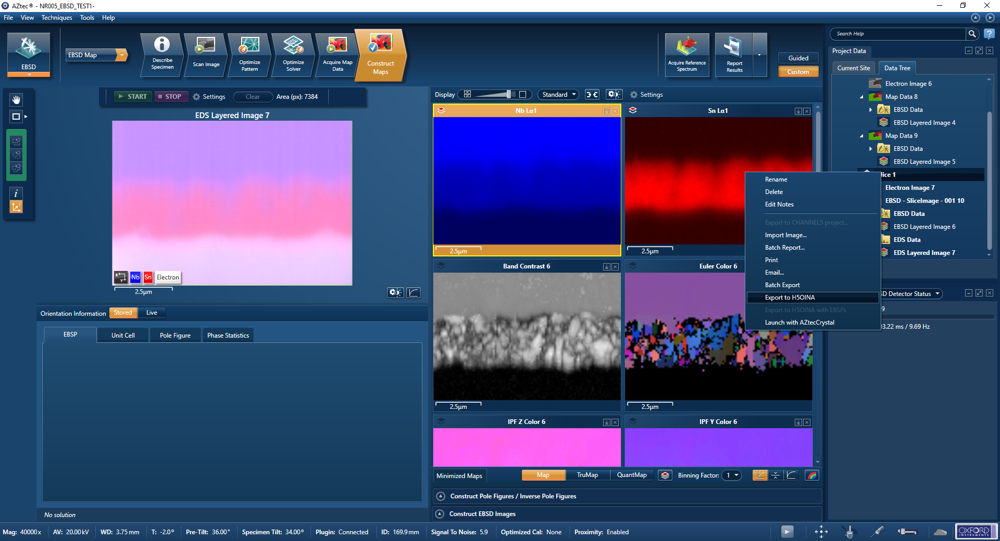 AZtec® - NR005_EBSD_TEST1-
File View Techniques Tools Help
EBSD
EBSD Map
Describe
Specimen
Scan Image
Optimize
Pattern
Optimize
Solver
Acquire Map
Data
Construct
Maps
Acquire Reference
Spectrum
Report
Results
Guided
Custom
Search Help
?
Project Data
Current Site Data Tree
Electron Image 6
Map Data 8
EBSD Data
EBSD Layered Image 4
Map Data 9
EBSD Data
EBSD Layered Image 5
lice 1
Electron Image 7
EBSD - SliceImage - 001 10
EBSD Data
EBSD Layered Image 6
EDS Data
EDS Layered Image 7
START STOP Settings Clear Area (px): 7384
EDS Layered Image 7
X Y Nb Sn Electron
2.5µm
Display Standard Settings
Nb Lα1
2.5µm
Sn Lα1
2.5µm
Band Contrast 6
2.5µm
Euler Color 6
2.5µm
IPF Z Color 6
IPF Y Color 6
Rename
Delete
Edit Notes
Export to CHANNEL5 project...
Import Image...
Batch Report...
Print
Email...
Batch Export
Export to H5OINA
Export to H5OINA with EBSPs
Launch with AZtecCrystal
SD Detector Status
9
03.22 ms / 9.69 Hz
i
Orientation Information Stored Live
EBSP Unit Cell Pole Figure Phase Statistics
No solution
Minimized Maps Map TruMap QuantMap Binning Factor: 1
Construct Pole Figures / Inverse Pole Figures
Construct EBSD Images
Mag: 40000 x AV: 20.00 kV WD: 3.75 mm T: -2.0° Pre-Tilt: 36.00° Specimen Tilt: 34.00° Plugin: Connected ID: 169.9 mm Signal To Noise: 5.9 Optimized Cal: None Proximity: Enabled
OXFORD
INSTRUMENTS